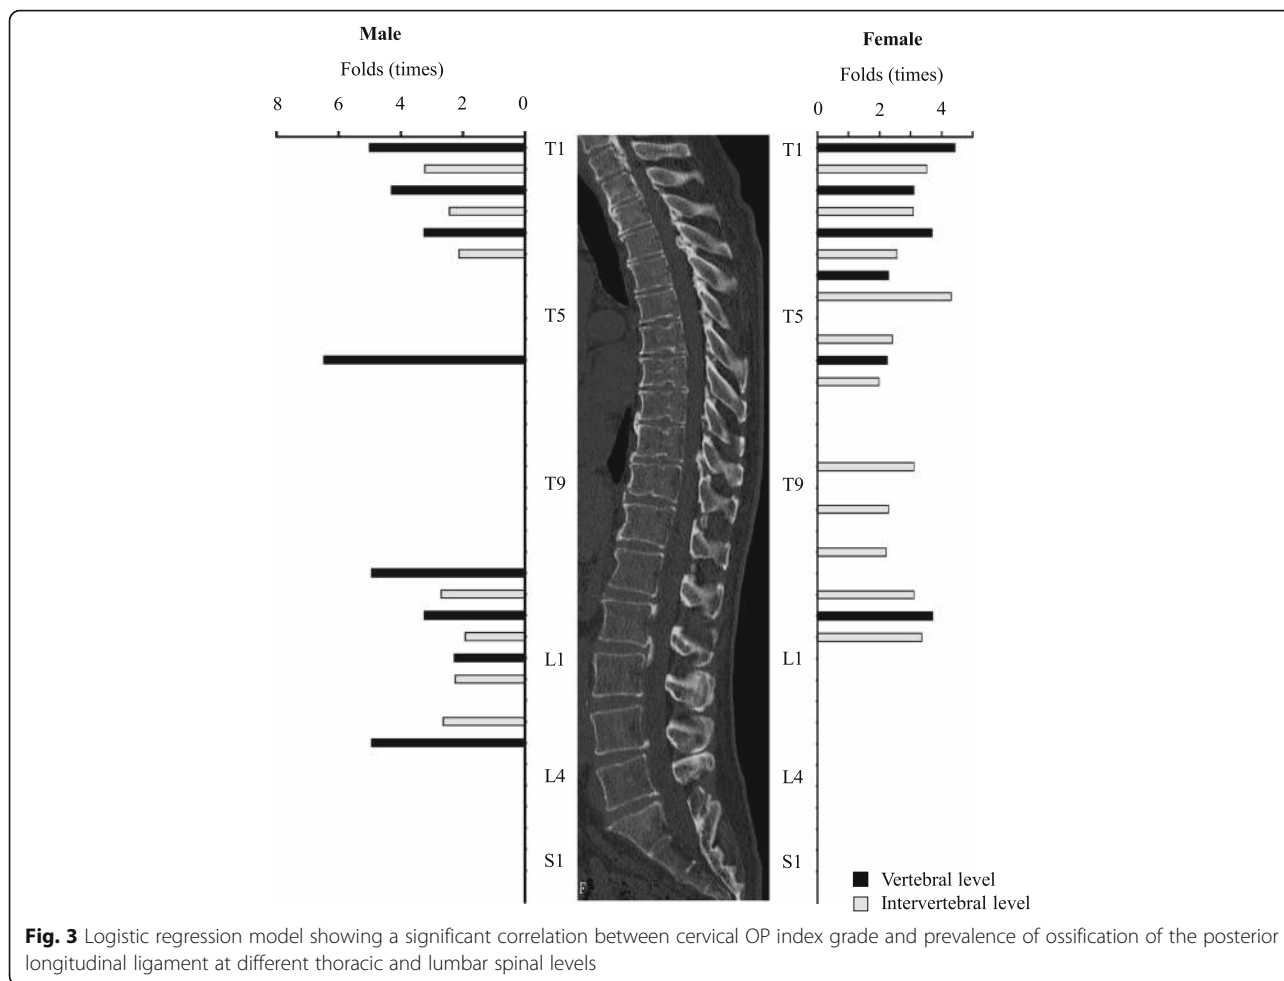 Male
Female
Folds (times)
Folds (times)
8 6 4 2 0
0 2 4
T1
T1
T5
T5
T9
T9
L1
L1
L4
L4
S1
S1
F
Vertebral level
Intervertebral level
Fig. 3 Logistic regression model showing a significant correlation between cervical OP index grade and prevalence of ossification of the posterior
longitudinal ligament at different thoracic and lumbar spinal levels